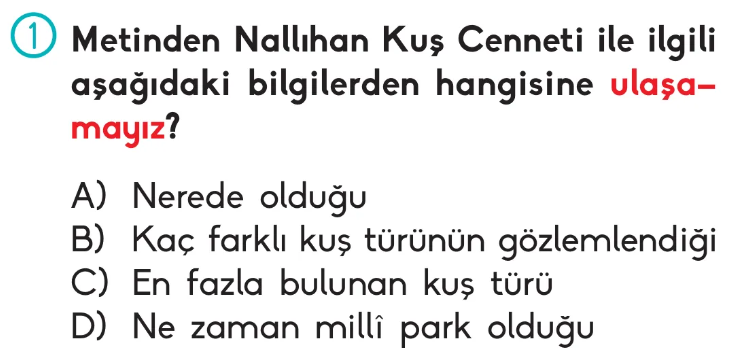 1 Metinden Nallıhan Kuş Cenneti ile ilgili
aşağıdaki bilgilerden hangisine ulaşa-
mayız?
A) Nerede olduğu
B) Kaç farklı kuş türünün gözlemlendiği
C) En fazla bulunan kuş türü
D) Ne zaman millî park olduğu